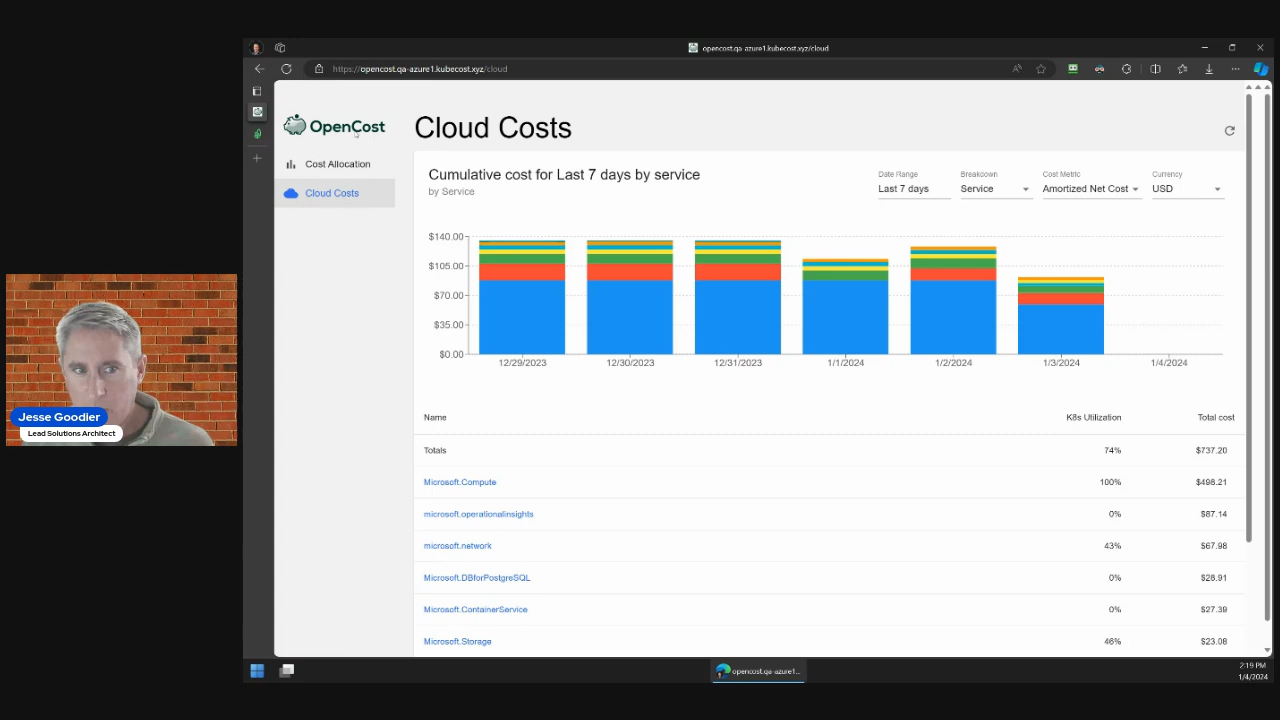 opencost.qa-azure1.kubecost.xyz/cloud
https://opencost.qa-azure1.kubecost.xyz/cloud
OpenCost
Cost Allocation
Cloud Costs
Cloud Costs
Cumulative cost for Last 7 days by service
by Service
Date Range
Last 7 days
Breakdown
Service
Cost Metric
Amortized Net Cost
Currency
USD
$140.00
$105.00
$70.00
$35.00
$0.00
12/29/2023 12/30/2023 12/31/2023 1/1/2024 1/2/2024 1/3/2024 1/4/2024
Name K8s Utilization Total cost
Totals 74% $737.20
Microsoft.Compute 100% $498.21
microsoft.operationalinsights 0% $87.14
microsoft.network 43% $67.98
Microsoft.DBforPostgreSQL 0% $28.91
Microsoft.ContainerService 0% $27.39
Microsoft.Storage 46% $23.08
Jesse Goodier
Lead Solutions Architect
opencost.qa-azure1...
2:19 PM
1/4/2024